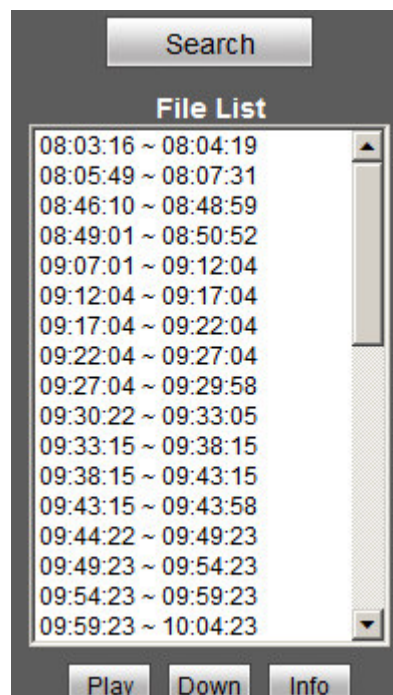 Search
File List
08:03:16 ~ 08:04:19
08:05:49 ~ 08:07:31
08:46:10 ~ 08:48:59
08:49:01 ~ 08:50:52
09:07:01 ~ 09:12:04
09:12:04 ~ 09:17:04
09:17:04 ~ 09:22:04
09:22:04 ~ 09:27:04
09:27:04 ~ 09:29:58
09:30:22 ~ 09:33:05
09:33:15 ~ 09:38:15
09:38:15 ~ 09:43:15
09:43:15 ~ 09:43:58
09:44:22 ~ 09:49:23
09:49:23 ~ 09:54:23
09:54:23 ~ 09:59:23
09:59:23 ~ 10:04:23
Play Down Info